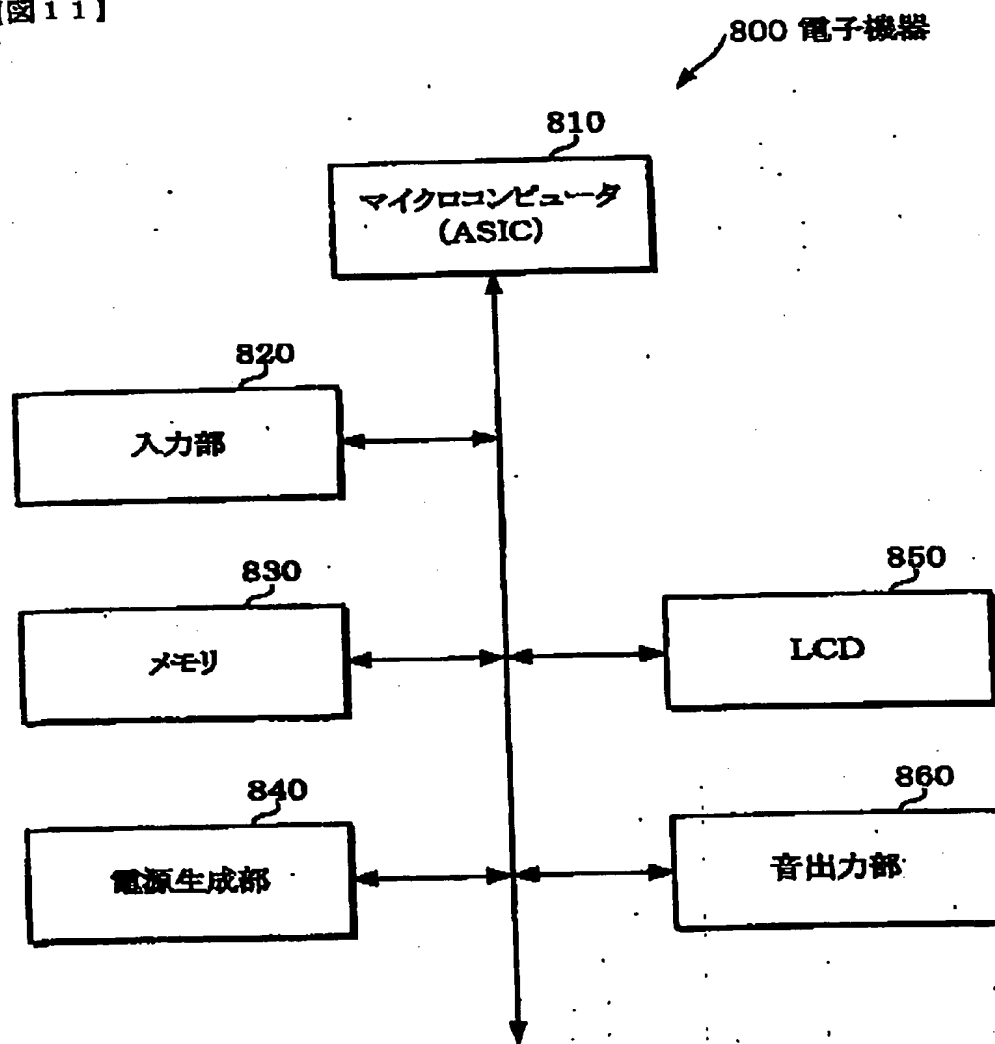 【図11】
800 電子機器
810
マイクロコンピュータ
(ASIC)
820
入力部
830
メモリ
850
LCD
840
電源生成部
860
音出力部